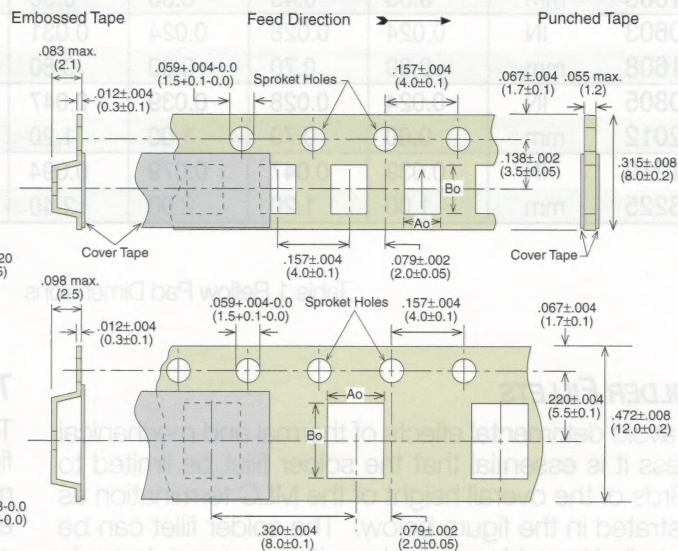 Embossed Tape
Feed Direction
Punched Tape
.083 max.
(2.1)
.012±.004
(0.3±0.1)
.059+.004-0.0
(1.5+0.1-0.0)
Sproket Holes
.157±.004
(4.0±0.1)
.067±.004
(1.7±0.1)
.055 max.
(1.2)
.138±.002
(3.5±0.05)
.315±.008
(8.0±0.2)
Bo
Ao
Cover Tape
.157±.004
(4.0±0.1)
.079±.002
(2.0±0.05)
Cover Tape
.098 max.
(2.5)
.012±.004
(0.3±0.1)
.059+.004-0.0
(1.5+0.1-0.0)
Sproket Holes
.157±.004
(4.0±0.1)
.067±.004
(1.7±0.1)
.220±.004
(5.5±0.1)
.472±.008
(12.0±0.2)
Ao
Bo
.320±.004
(8.0±0.1)
.079±.002
(2.0±0.05)